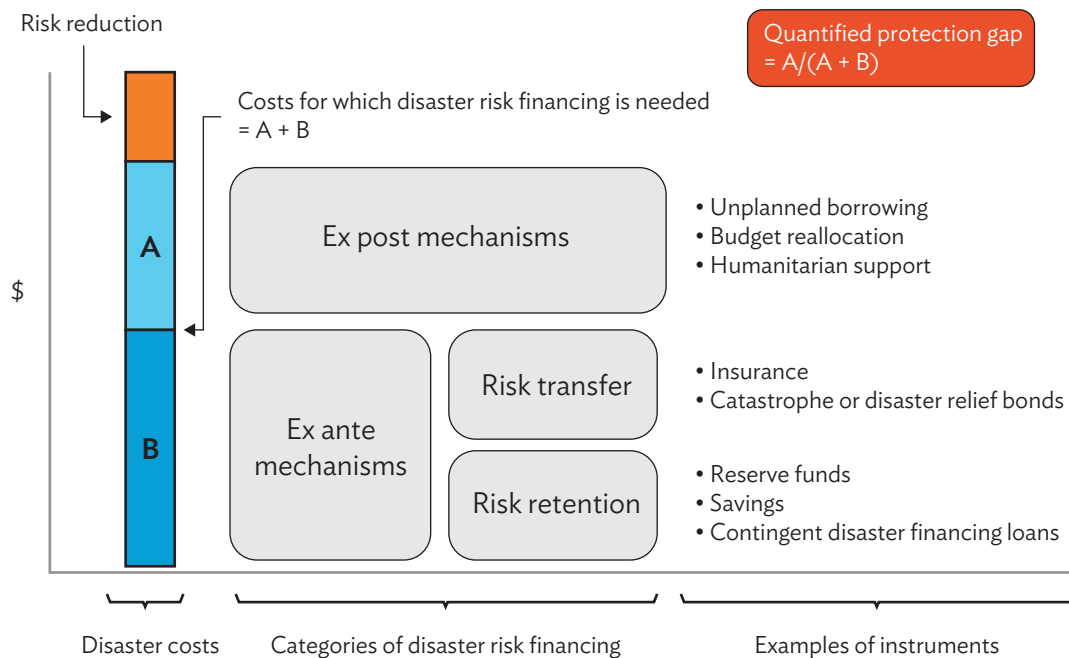 Risk reduction
Quantified protection gap
= A/(A + B)
Costs for which disaster risk financing is needed
= A + B
A
Ex post mechanisms
• Unplanned borrowing
• Budget reallocation
• Humanitarian support
$
B
Ex ante
mechanisms
Risk transfer
• Insurance
• Catastrophe or disaster relief bonds
Risk retention
• Reserve funds
• Savings
• Contingent disaster financing loans
Disaster costs
Categories of disaster risk financing
Examples of instruments